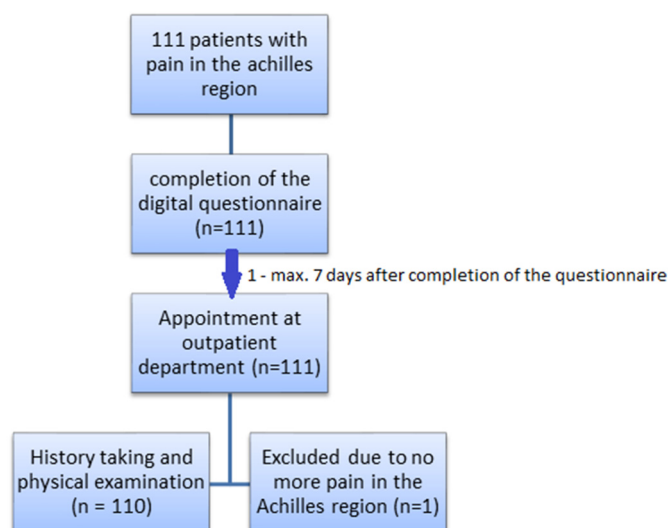 111 patients with
pain in the achilles
region
completion of the
digital questionnaire
(n=111)
1 - max. 7 days after completion of the questionnaire
Appointment at
outpatient
department (n=111)
History taking and
physical examination
(n = 110)
Excluded due to no
more pain in the
Achilles region (n=1)